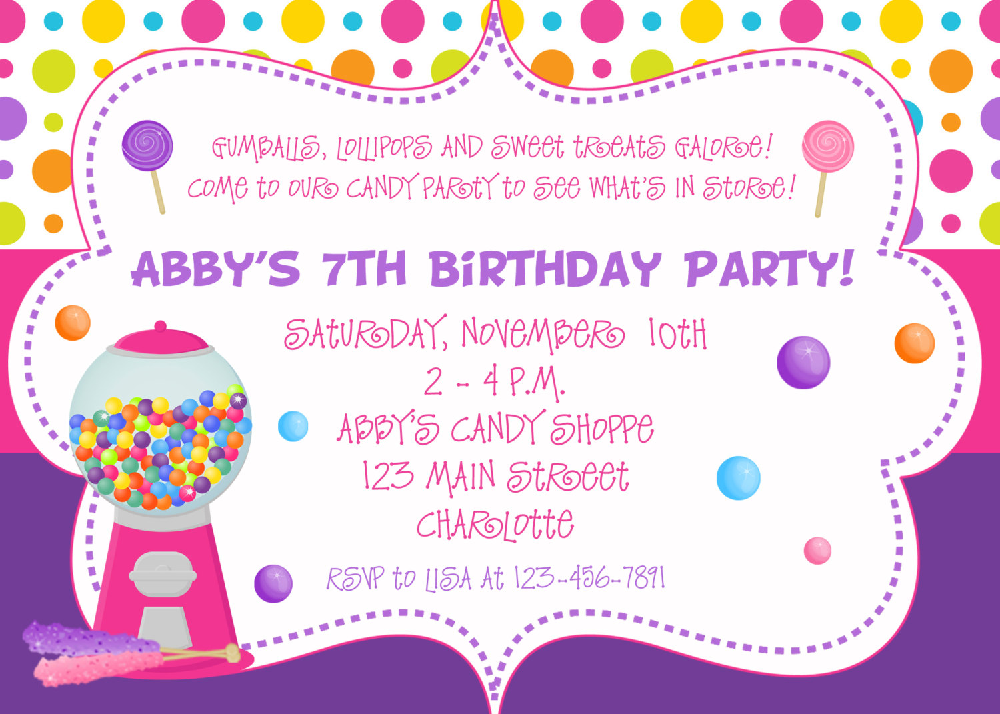 GUMBALLS, LOLLIPOPS AND SWEET TREATS GALORE!
COME TO OUR CANDY PARTY TO SEE WHAT'S IN STORE!
ABBY'S 7TH BIRTHDAY PARTY!
SATURDAY, NOVEMBER 10TH
2 - 4 P.M.
ABBY'S CANDY SHOPPE
123 MAIN STREET
CHARLOTTE
RSVP TO LISA AT 123-456-7891